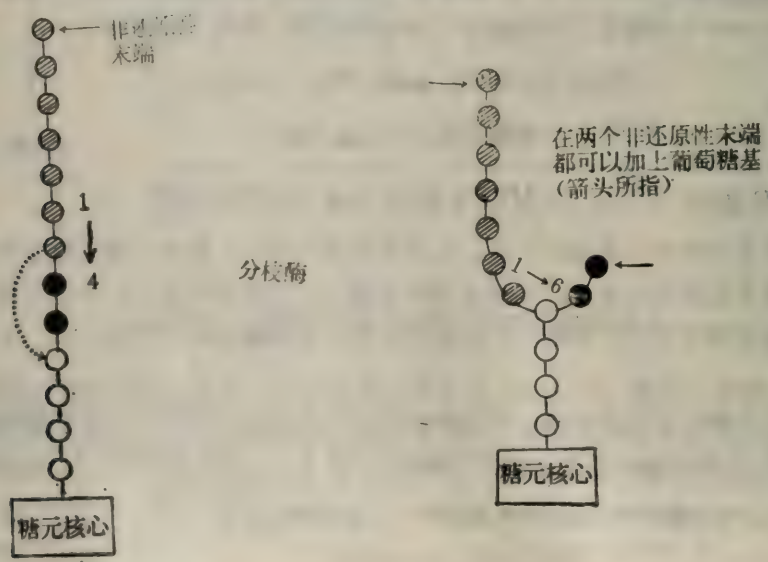 末端
1
4
糖元核心
分枝酶
在两个非还原性末端
都可以加上葡萄糖基
(箭头所指)
1
6
糖元核心